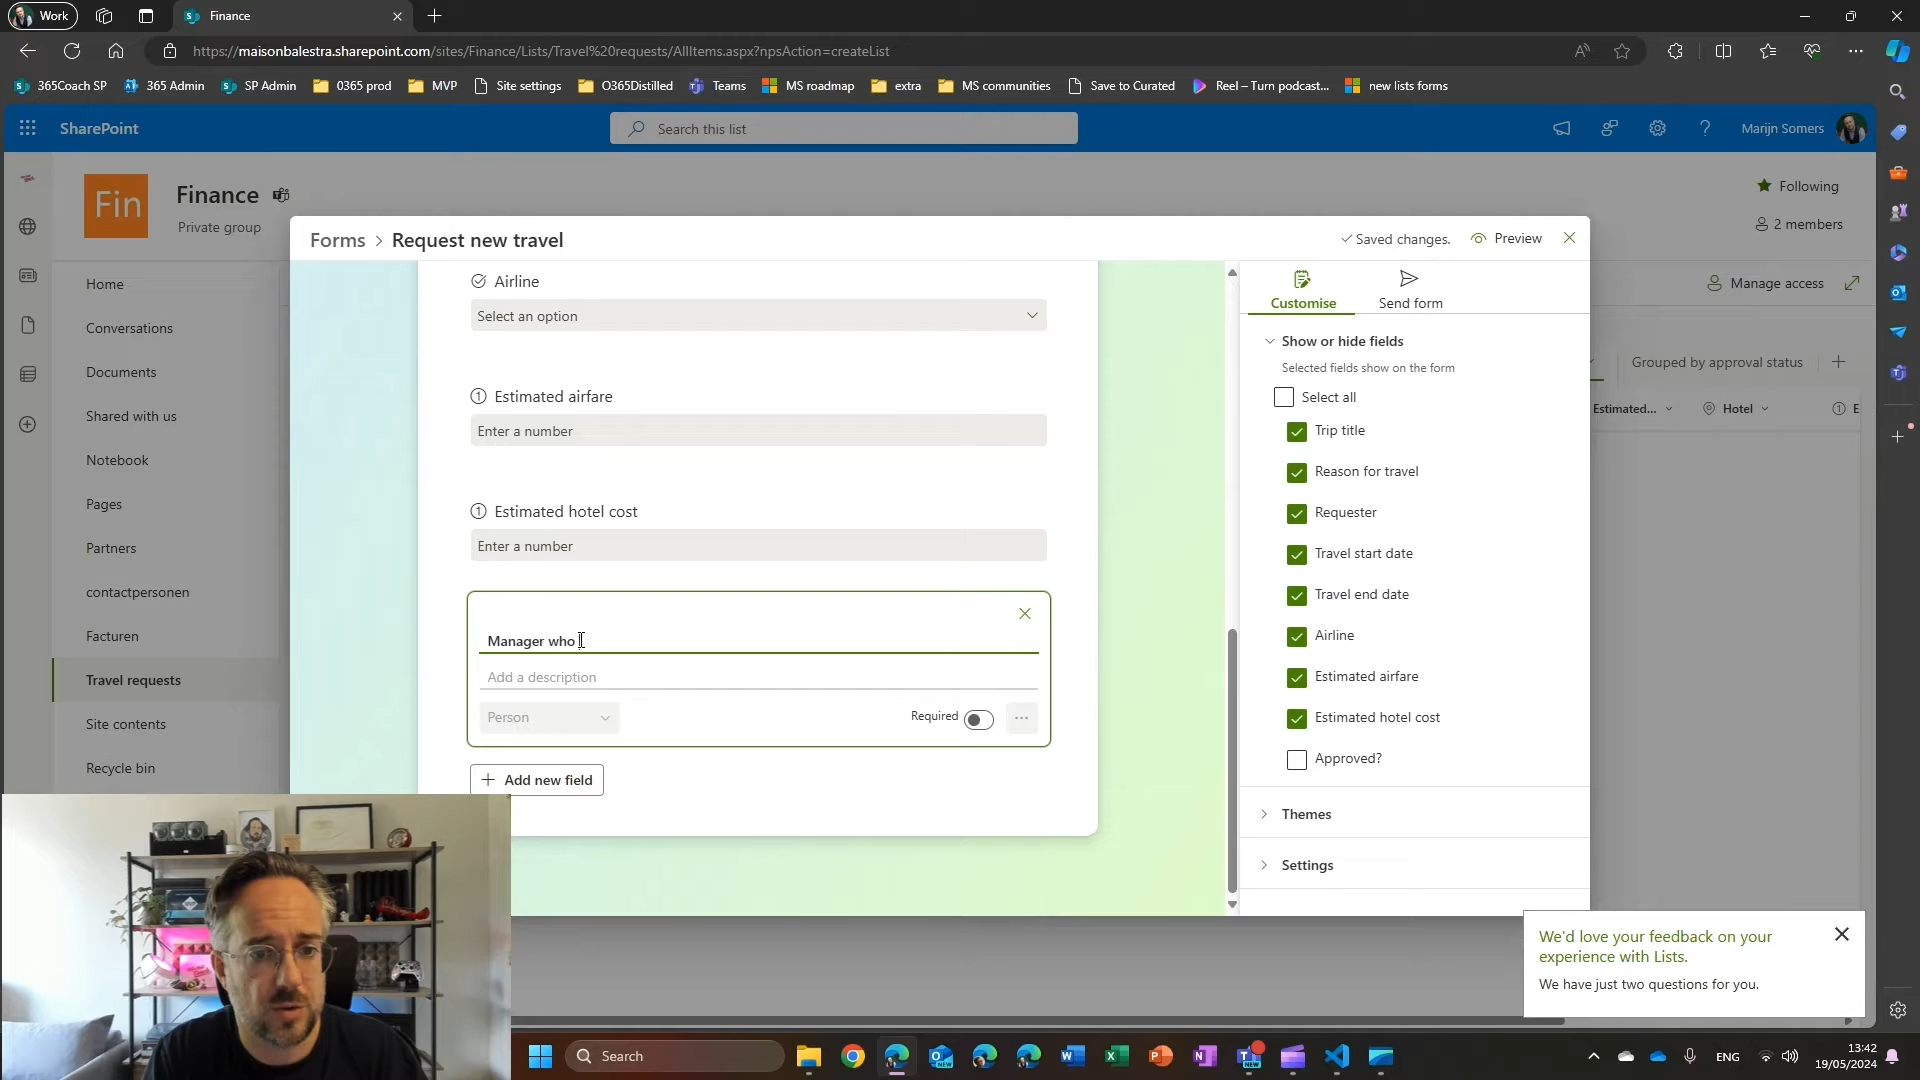 Work
Finance
https://maisonbalestra.sharepoint.com/sites/Finance/Lists/Travel%20requests/AllItems.aspx?npsAction=createList
365Coach SP
365 Admin
SP Admin
0365 prod
MVP
Site settings
O365Distilled
Teams
MS roadmap
extra
MS communities
Save to Curated
Reel – Turn podcast...
new lists forms
SharePoint
Search this list
Marijn Somers
Fin
Finance
Private group
Following
2 members
Home
Conversations
Documents
Shared with us
Notebook
Pages
Partners
contactpersonen
Facturen
Travel requests
Site contents
Recycle bin
Manage access
Grouped by approval status
Estimated...
Hotel
E
Forms > Request new travel
Saved changes.
Preview
Airline
Select an option
Estimated airfare
Enter a number
Estimated hotel cost
Enter a number
Manager who
Add a description
Person
Required
Add new field
Customise
Send form
Show or hide fields
Selected fields show on the form
Select all
Trip title
Reason for travel
Requester
Travel start date
Travel end date
Airline
Estimated airfare
Estimated hotel cost
Approved?
Themes
Settings
We'd love your feedback on your
experience with Lists.
We have just two questions for you.
Search
ENG
13:42
19/05/2024